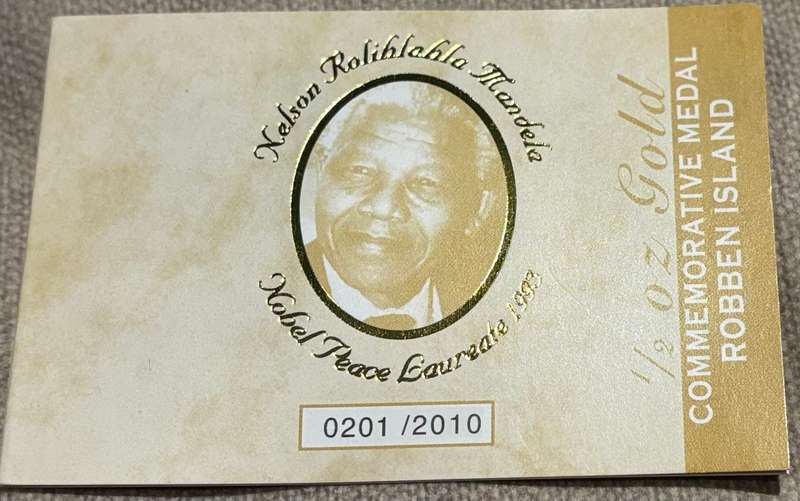 Nelson Rolihlahla Mandela
Nobel Peace Laureate 1993
0201 /2010
1/2 oz Gold
COMMEMORATIVE MEDAL
ROBBEN ISLAND